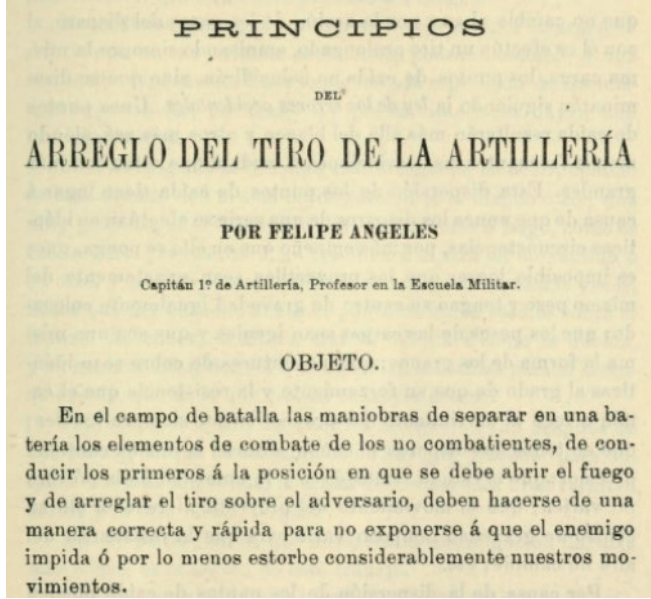 PRINCIPIOS
DEL
ARREGLO DEL TIRO DE LA ARTILLERÍA
POR FELIPE ANGELES
Capitán 1º de Artillería, Profesor en la Escuela Militar.
OBJETO.
En el campo de batalla las maniobras de separar en una ba-
tería los elementos de combate de los no combatientes, de con-
ducir los primeros á la posición en que se debe abrir el fuego
y de arreglar el tiro sobre el adversario, deben hacerse de una
manera correcta y rápida para no exponerse á que el enemigo
impida ó por lo menos estorbe considerablemente nuestros mo-
vimientos.